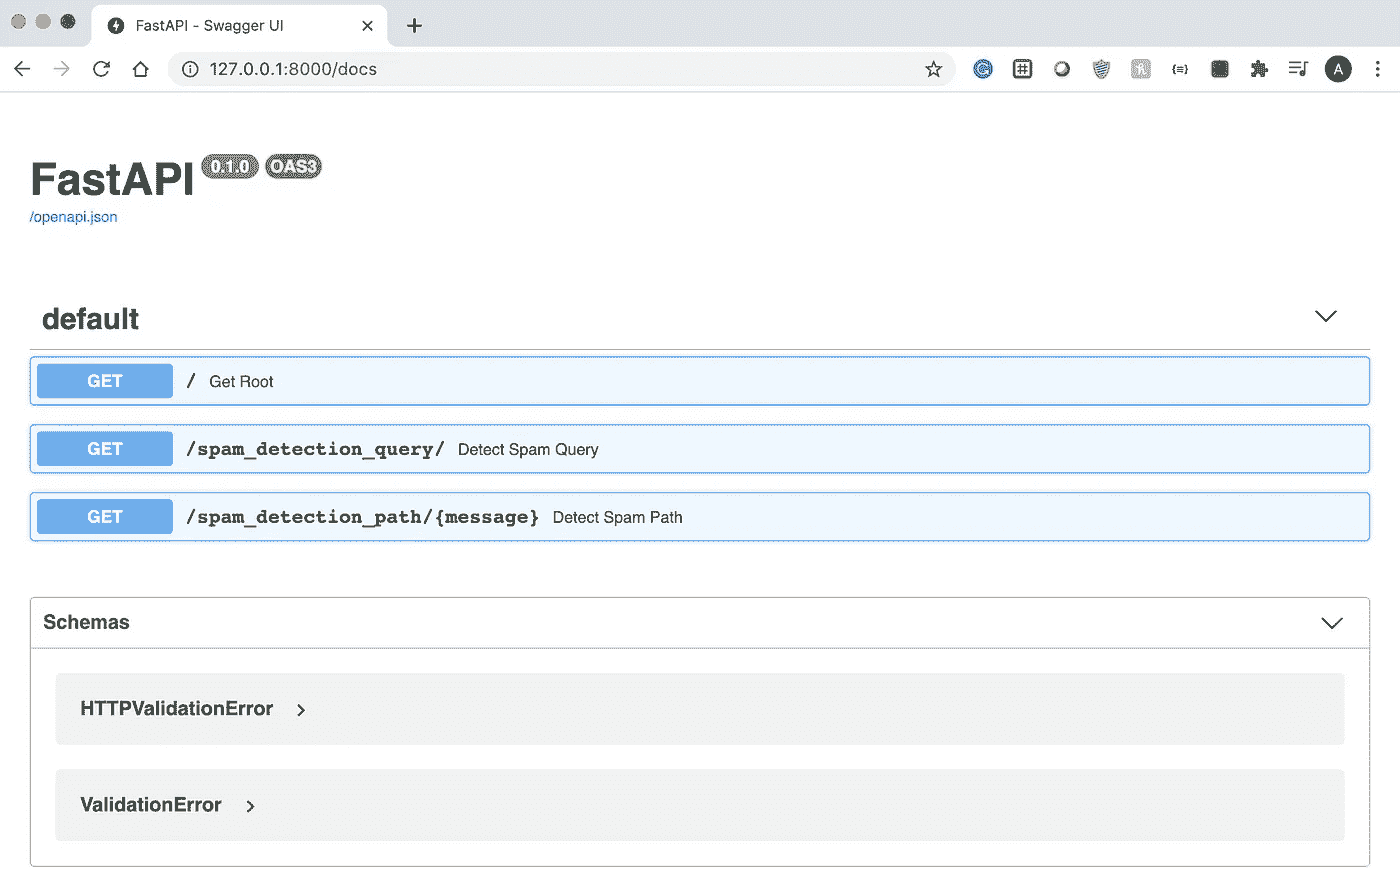 FastAPI - Swagger UI
127.0.0.1:8000/docs
A
FastAPI 0.1.0 OAS3
/openapi.json
default
GET / Get Root
GET /spam_detection_query/ Detect Spam Query
GET /spam_detection_path/{message} Detect Spam Path
Schemas
HTTPValidationError
ValidationError